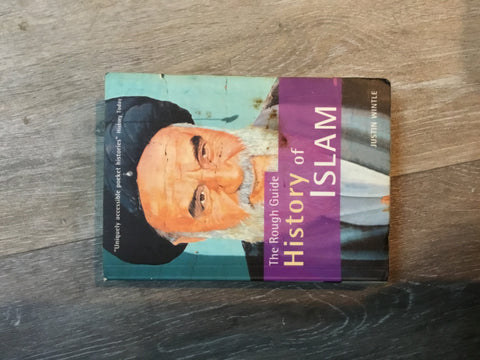 "Uniquely accessible pocket histories" History Today
The Rough Guide
History of
ISLAM
JUSTIN WINTLE